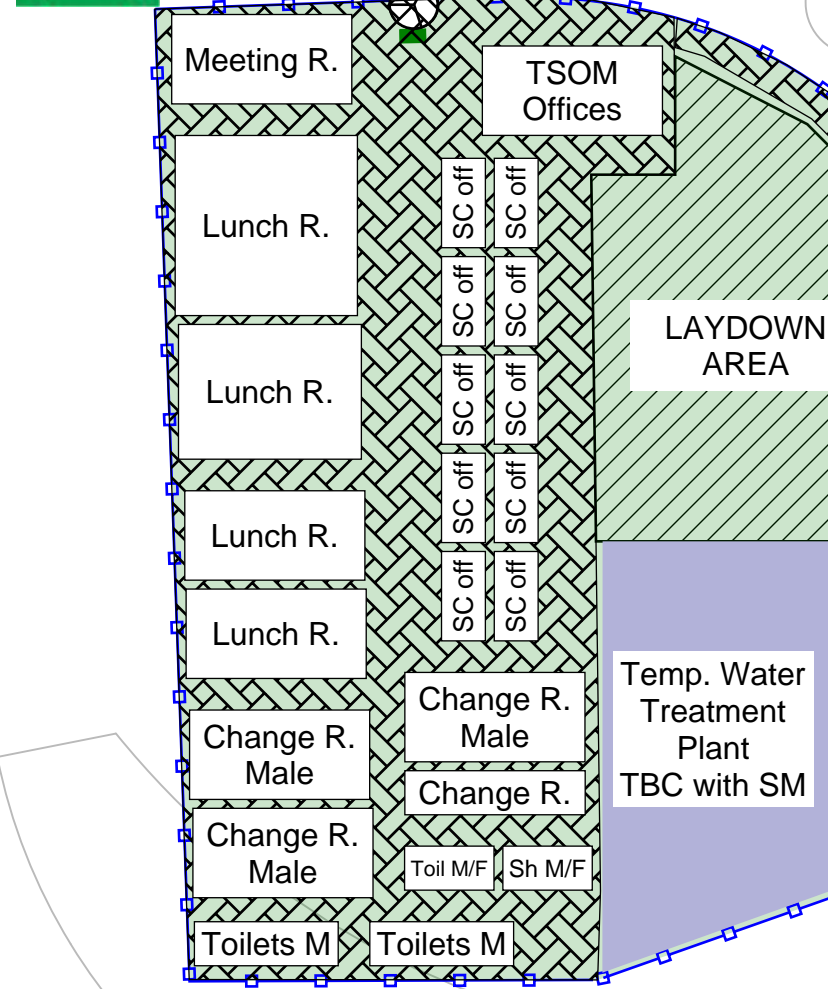 Meeting R.
TSOM
Offices
Lunch R.
SC off
SC off
SC off
SC off
LAYDOWN
AREA
Lunch R.
SC off
SC off
SC off
SC off
Lunch R.
SC off
SC off
Lunch R.
Change R.
Male
Temp. Water
Treatment
Plant
TBC with SM
Change R.
Male
Change R.
Change R.
Male
Toil M/F
Sh M/F
Toilets M
Toilets M